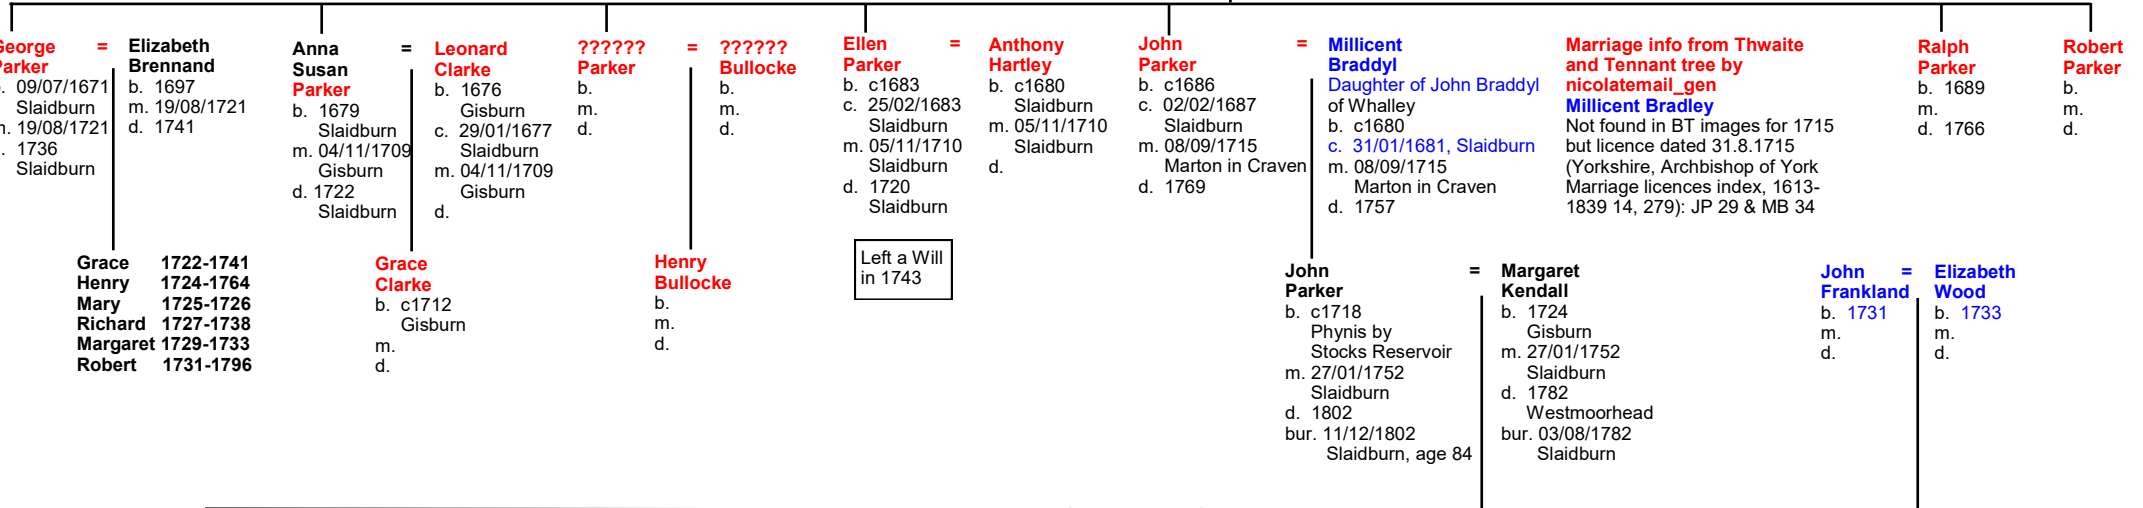 George =
Parker
b. 09/07/1671
Slaidburn
m. 19/08/1721
d. 1736
Slaidburn
Elizabeth
Brennand
b. 1697
m. 19/08/1721
d. 1741
Grace 1722-1741
Henry 1724-1764
Mary 1725-1726
Richard 1727-1738
Margaret 1729-1733
Robert 1731-1796
Anna =
Susan
Parker
b. 1679
Slaidburn
m. 04/11/1709
Gisburn
d. 1722
Slaidburn
Leonard
Clarke
b. 1676
Gisburn
c. 29/01/1677
Slaidburn
m. 04/11/1709
Gisburn
d.
Grace
Clarke
b. c1712
Gisburn
m.
d.
?????? =
Parker
b.
m.
d.
??????
Bullocke
b.
m.
d.
Henry
Bullocke
b.
m.
d.
Ellen =
Parker
b. c1683
c. 25/02/1683
Slaidburn
m. 05/11/1710
Slaidburn
d. 1720
Slaidburn
Left a Will
in 1743
Anthony
Hartley
b. c1680
Slaidburn
m. 05/11/1710
Slaidburn
d.
John =
Parker
b. c1686
c. 02/02/1687
Slaidburn
m. 08/09/1715
Marton in Craven
d. 1769
Millicent
Braddyl
Daughter of John Braddyl
of Whalley
b. c1680
c. 31/01/1681, Slaidburn
m. 08/09/1715
Marton in Craven
d. 1757
Marriage info from Thwaite
and Tennant tree by
nicolatemail_gen
Millicent Bradley
Not found in BT images for 1715
but licence dated 31.8.1715
(Yorkshire, Archbishop of York
Marriage licences index, 1613-
1839 14, 279): JP 29 & MB 34
John =
Parker
b. c1718
Phynis by
Stocks Reservoir
m. 27/01/1752
Slaidburn
d. 1802
bur. 11/12/1802
Slaidburn, age 84
Margaret
Kendall
b. 1724
Gisburn
m. 27/01/1752
Slaidburn
d. 1782
Westmoorhead
bur. 03/08/1782
Slaidburn
Ralph
Parker
b. 1689
m.
d. 1766
Robert
Parker
b.
m.
d.
John =
Frankland
b. 1731
m.
d.
Elizabeth
Wood
b. 1733
m.
d.